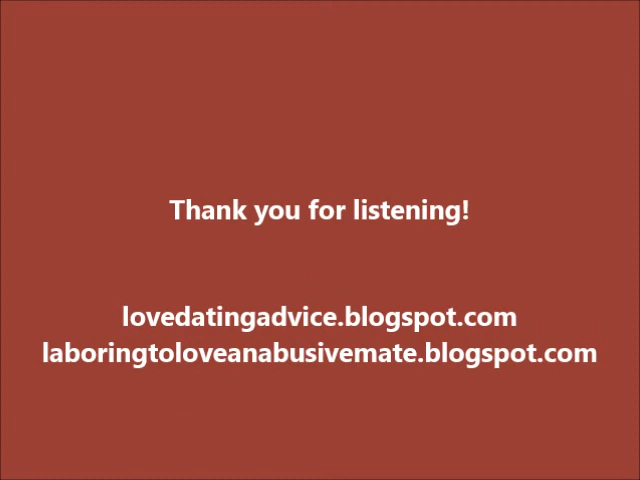 Thank you for listening!
lovedatingadvice.blogspot.com
laboringtoloveanabusivemate.blogspot.com